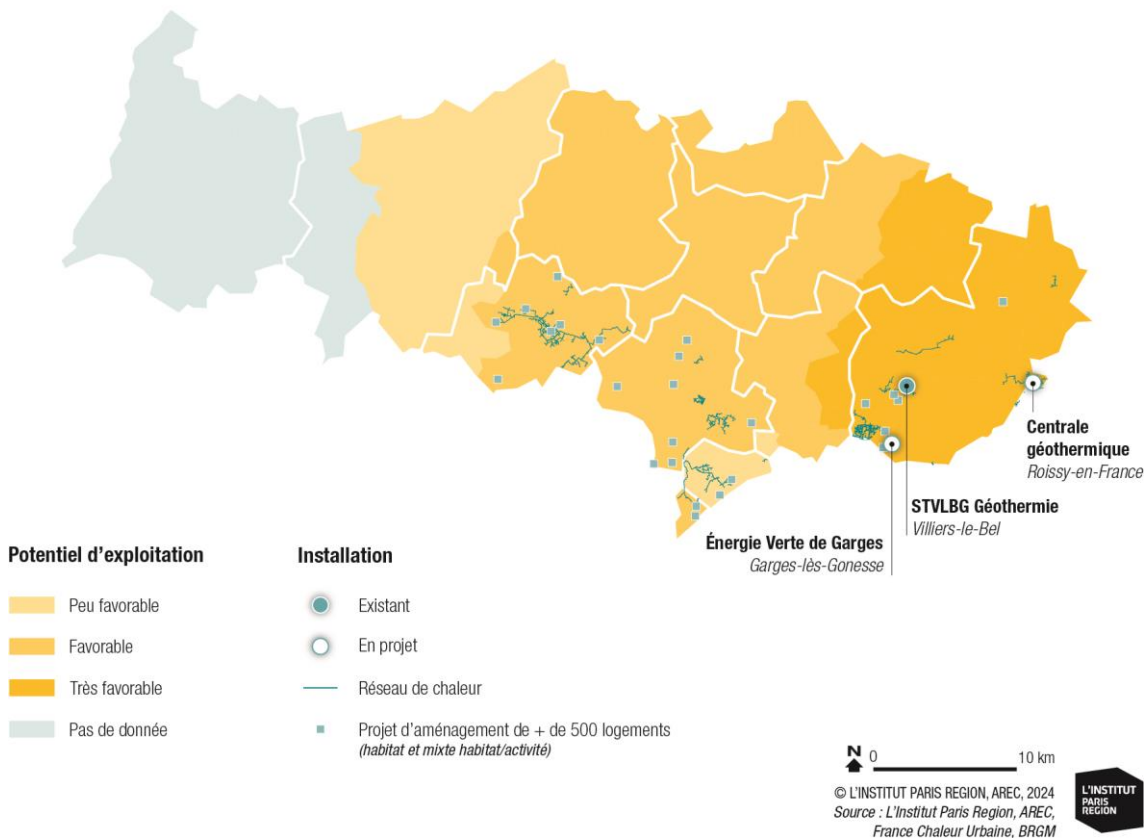 Centrale
géothermique
Roissy-en-France
STVLBG Géothermie
Villiers-le-Bel
Énergie Verte de Garges
Garges-lès-Gonesse
Potentiel d'exploitation
Peu favorable
Favorable
Très favorable
Pas de donnée
Installation
Existant
En projet
Réseau de chaleur
Projet d'aménagement de + de 500 logements
(habitat et mixte habitat/activité)
N 0 10 km
© L'INSTITUT PARIS REGION, AREC, 2024
Source : L'Institut Paris Region, AREC,
France Chaleur Urbaine, BRGM
L'INSTITUT
PARIS
REGION